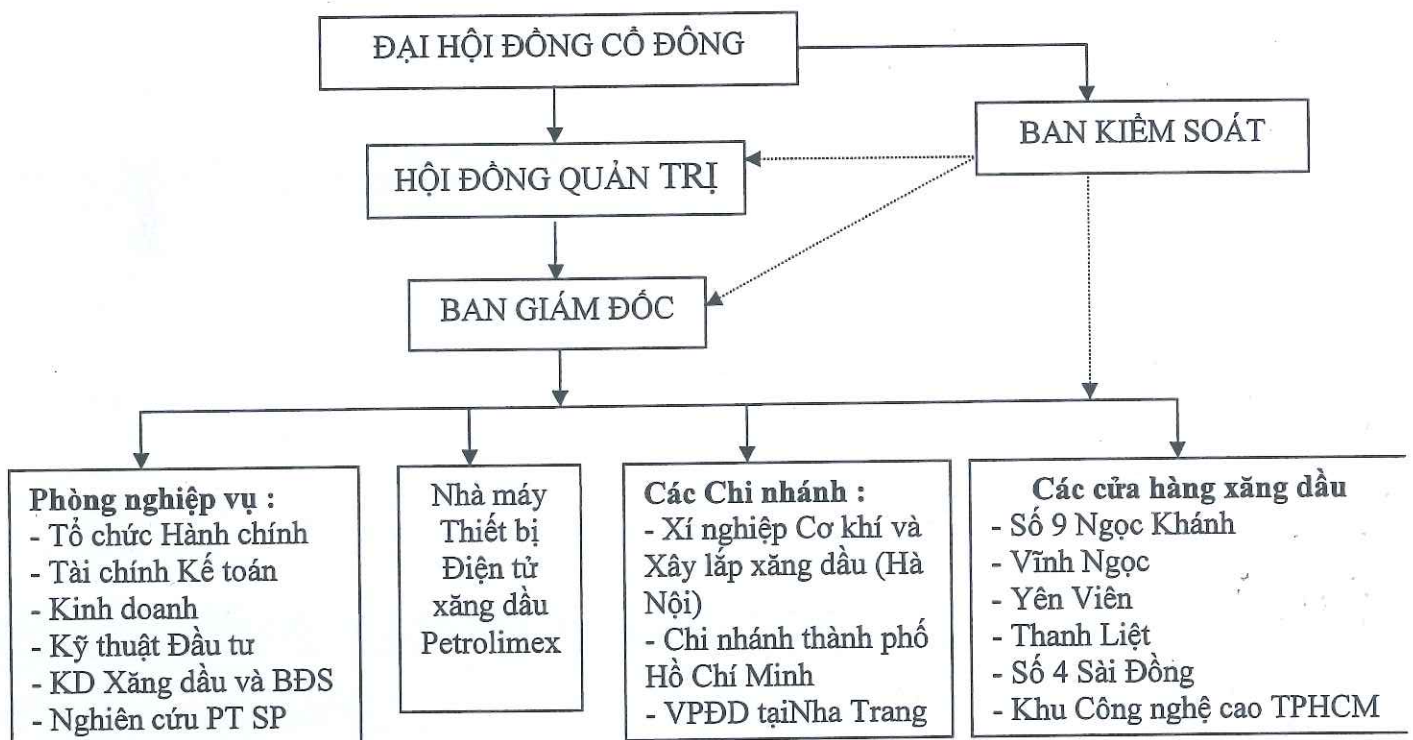 ĐẠI HỘI ĐỒNG CỔ ĐÔNG
BAN KIỂM SOÁT
HỘI ĐỒNG QUẢN TRỊ
BAN GIÁM ĐỐC
Phòng nghiệp vụ :
- Tổ chức Hành chính
- Tài chính Kế toán
- Kinh doanh
- Kỹ thuật Đầu tư
- KD Xăng dầu và BĐS
- Nghiên cứu PT SP
Nhà máy
Thiết bị
Điện tử
xăng dầu
Petrolimex
Các Chi nhánh :
- Xí nghiệp Cơ khí và
Xây lắp xăng dầu (Hà
Nội)
- Chi nhánh thành phố
Hồ Chí Minh
- VPĐD tạiNha Trang
Các cửa hàng xăng dầu
- Số 9 Ngọc Khánh
- Vĩnh Ngọc
- Yên Viên
- Thanh Liệt
- Số 4 Sài Đồng
- Khu Công nghệ cao TPHCM